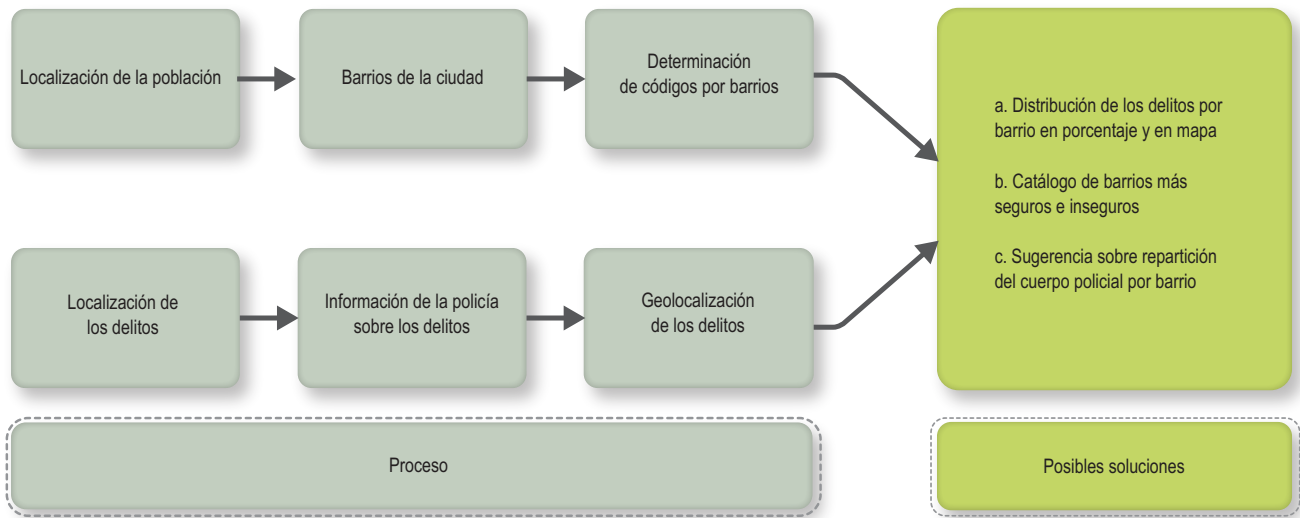 Localización de la población
Barrios de la ciudad
Determinación
de códigos por barrios
a. Distribución de los delitos por
barrio en porcentaje y en mapa
b. Catálogo de barrios más
seguros e inseguros
c. Sugerencia sobre repartición
del cuerpo policial por barrio
Localización de
los delitos
Información de la policía
sobre los delitos
Geolocalización
de los delitos
Proceso
Posibles soluciones